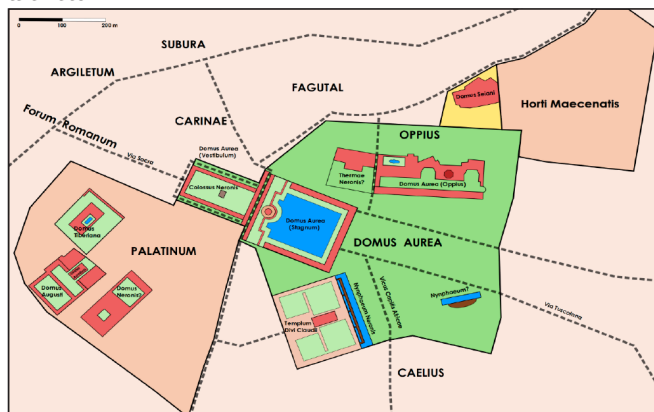 0
100
200 m
SUBURA
ARGILETUM
FAGUTAL
Domus Seiani
Horti Maecenatis
CARINAE
Forum Romanum
Via Sacra
OPPIUS
Domus Aurea
(Vestibulum)
Colossus Neronis
Thermae
Neronis?
Domus Aurea (Oppius)
Domus Aurea
(Stagnum)
DOMUS AUREA
Domus
Tiberiana
PALATINUM
Domus
Augusti
Domus
Neronis?
Templum
Divi Claudi
Nymphaeum Neronis
Vicus Capitis Africae
Nymphaeum?
Via Tusculana
CAELIUS